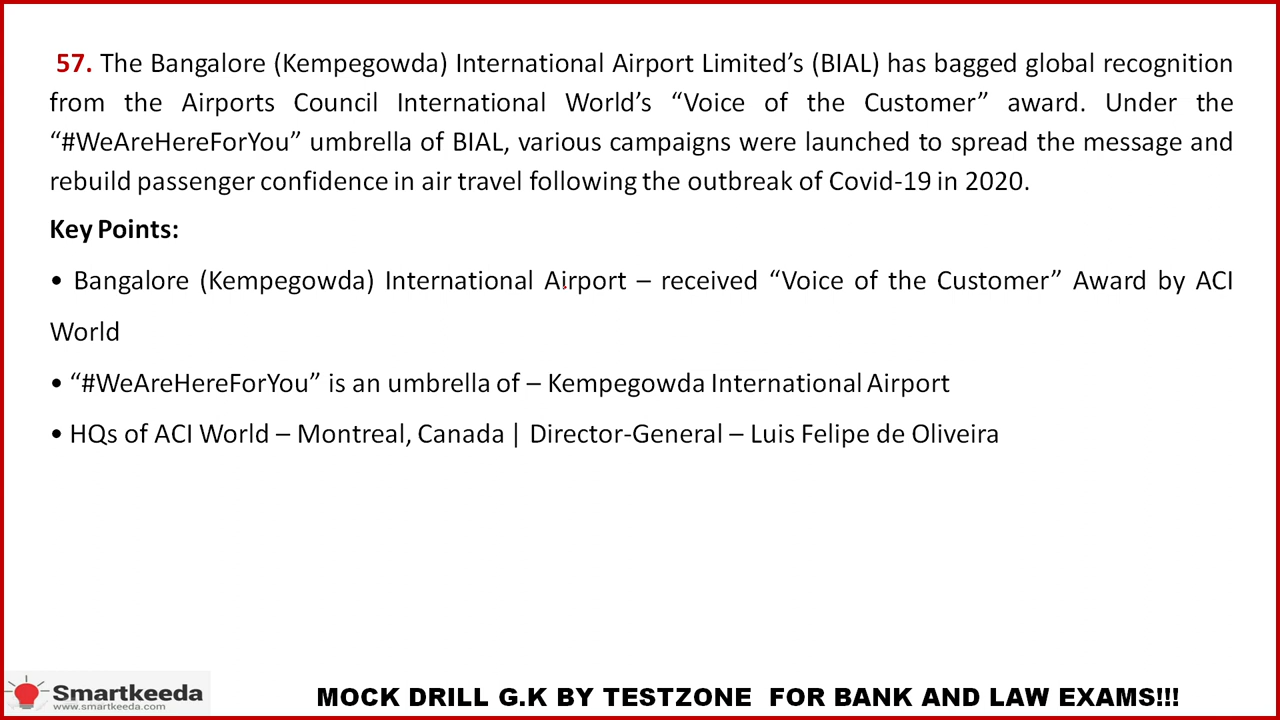 57. The Bangalore (Kempegowda) International Airport Limited’s (BIAL) has bagged global recognition
from the Airports Council International World’s “Voice of the Customer” award. Under the
“#WeAreHereForYou” umbrella of BIAL, various campaigns were launched to spread the message and
rebuild passenger confidence in air travel following the outbreak of Covid-19 in 2020.
Key Points:
• Bangalore (Kempegowda) International Airport – received “Voice of the Customer” Award by ACI
World
• “#WeAreHereForYou” is an umbrella of – Kempegowda International Airport
• HQs of ACI World – Montreal, Canada | Director-General – Luis Felipe de Oliveira
Smartkeeda
www.smartkeeda.com
MOCK DRILL G.K BY TESTZONE FOR BANK AND LAW EXAMS!!!